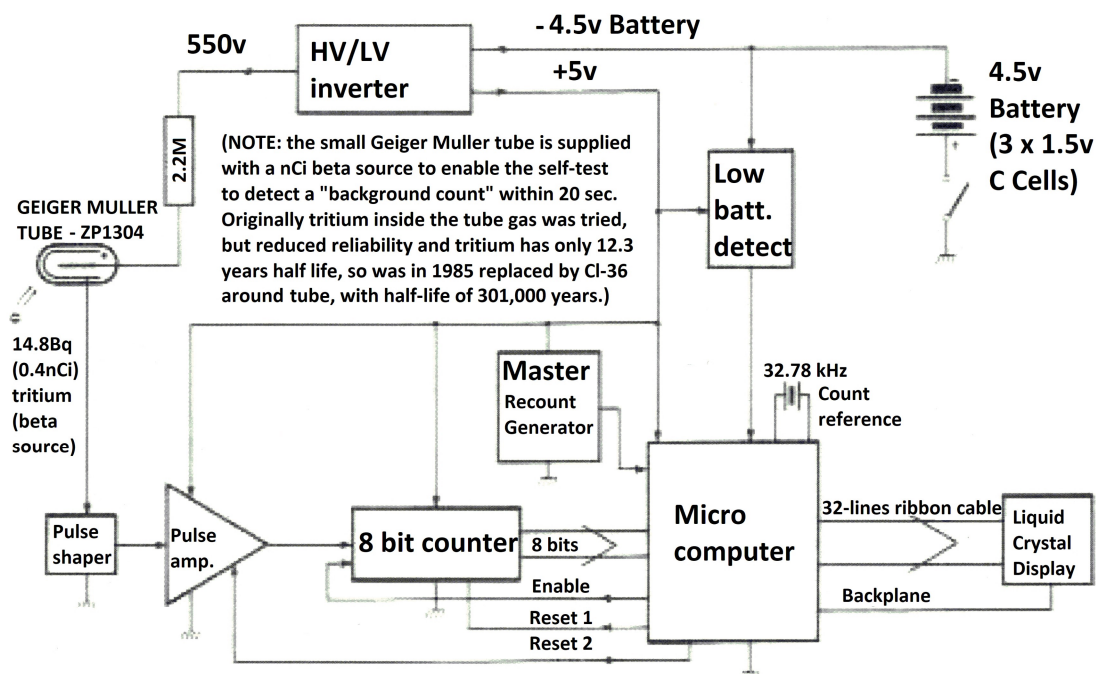 550v
HV/LV
inverter
- 4.5v Battery
+5v
4.5v
Battery
(3 x 1.5v
C Cells)
-
+
2.2M
(NOTE: the small Geiger Muller tube is supplied
with a nCi beta source to enable the self-test
to detect a "background count" within 20 sec.
Originally tritium inside the tube gas was tried,
but reduced reliability and tritium has only 12.3
years half life, so was in 1985 replaced by Cl-36
around tube, with half-life of 301,000 years.)
Low
batt.
detect
GEIGER MULLER
TUBE - ZP1304
+
14.8Bq
(0.4nCi)
tritium
(beta
source)
Master
Recount
Generator
32.78 kHz
Count
reference
Pulse
shaper
Pulse
amp.
8 bit counter
8 bits
Enable
Reset 1
Reset 2
Micro
computer
32-lines ribbon cable
Backplane
Liquid
Crystal
Display